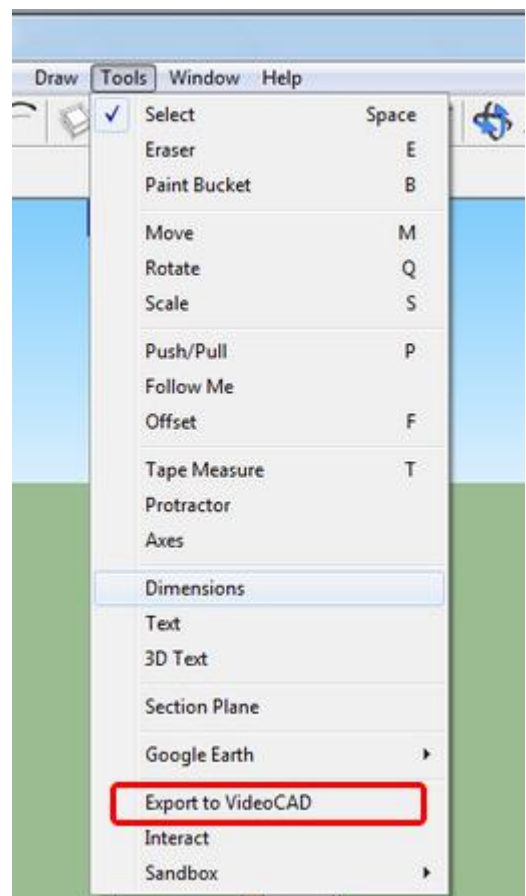 Draw Tools Window Help
Select Space
Eraser E
Paint Bucket B
Move M
Rotate Q
Scale S
Push/Pull P
Follow Me
Offset F
Tape Measure T
Protractor
Axes
Dimensions
Text
3D Text
Section Plane
Google Earth
Export to VideoCAD
Interact
Sandbox